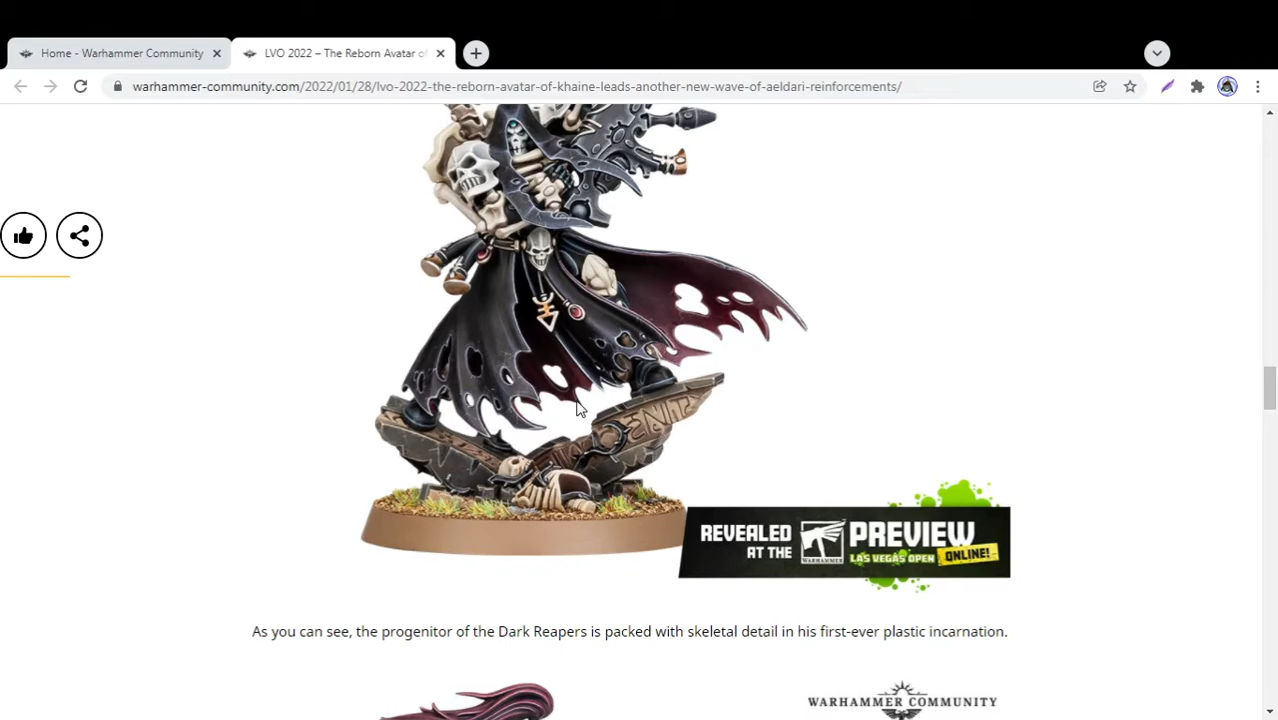 Home - Warhammer Community
LVO 2022 – The Reborn Avatar of
warhammer-community.com/2022/01/28/lvo-2022-the-reborn-avatar-of-khaine-leads-another-new-wave-of-aeldari-reinforcements/
REVEALED
AT THE
WARHAMMER
PREVIEW
LAS VEGAS OPEN
ONLINE!
As you can see, the progenitor of the Dark Reapers is packed with skeletal detail in his first-ever plastic incarnation.
WARHAMMER COMMUNITY